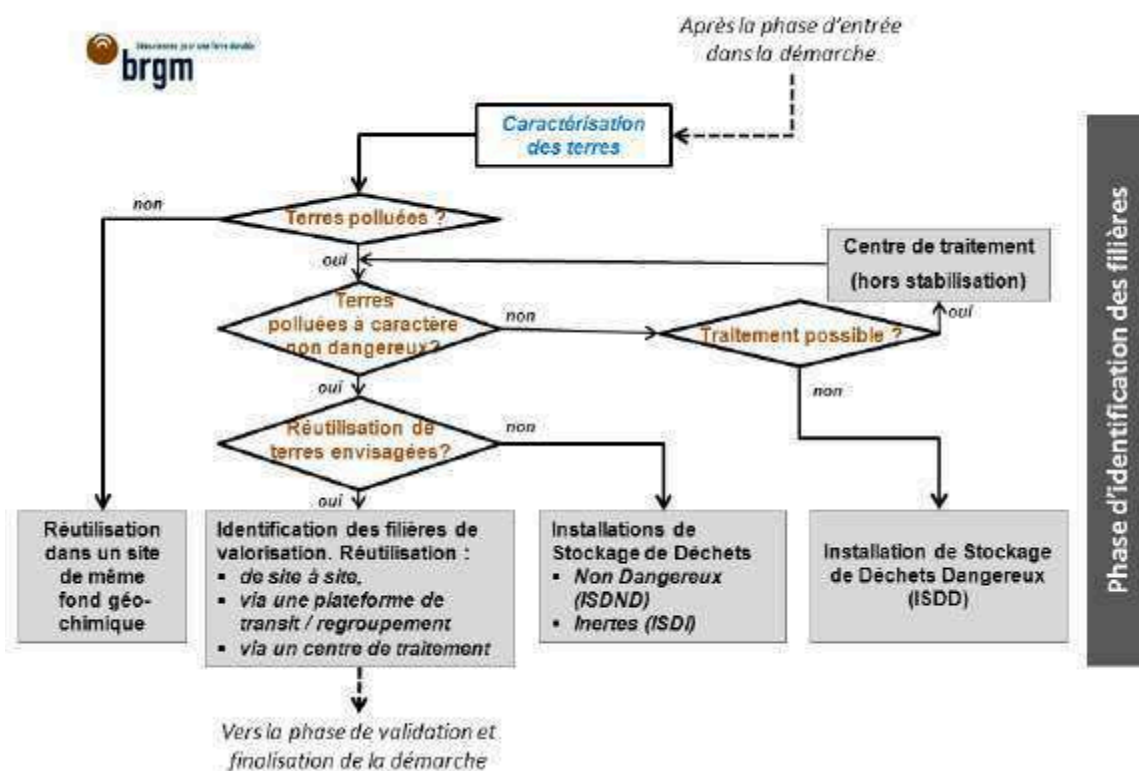 brgm
Après la phase d'entrée
dans la démarche
Caractérisation
des terres
non
Terres polluées ?
oui
Centre de traitement
(hors stabilisation)
Terres
polluées à caractère
non dangereux?
non
Traitement possible ?
oui
oui
non
Réutilisation de
terres envisagées?
non
oui
Réutilisation
dans un site
de même
fond géo-
chimique
Identification des filières de
valorisation. Réutilisation :
▪ de site à site,
▪ via une plateforme de
transit / regroupement
▪ via un centre de traitement
Installations de
Stockage de Déchets
▪ Non Dangereux
(ISDND)
▪ Inertes (ISDI)
Installation de Stockage
de Déchets Dangereux
(ISDD)
Vers la phase de validation et
finalisation de la démarche
Phase d'identification des filières